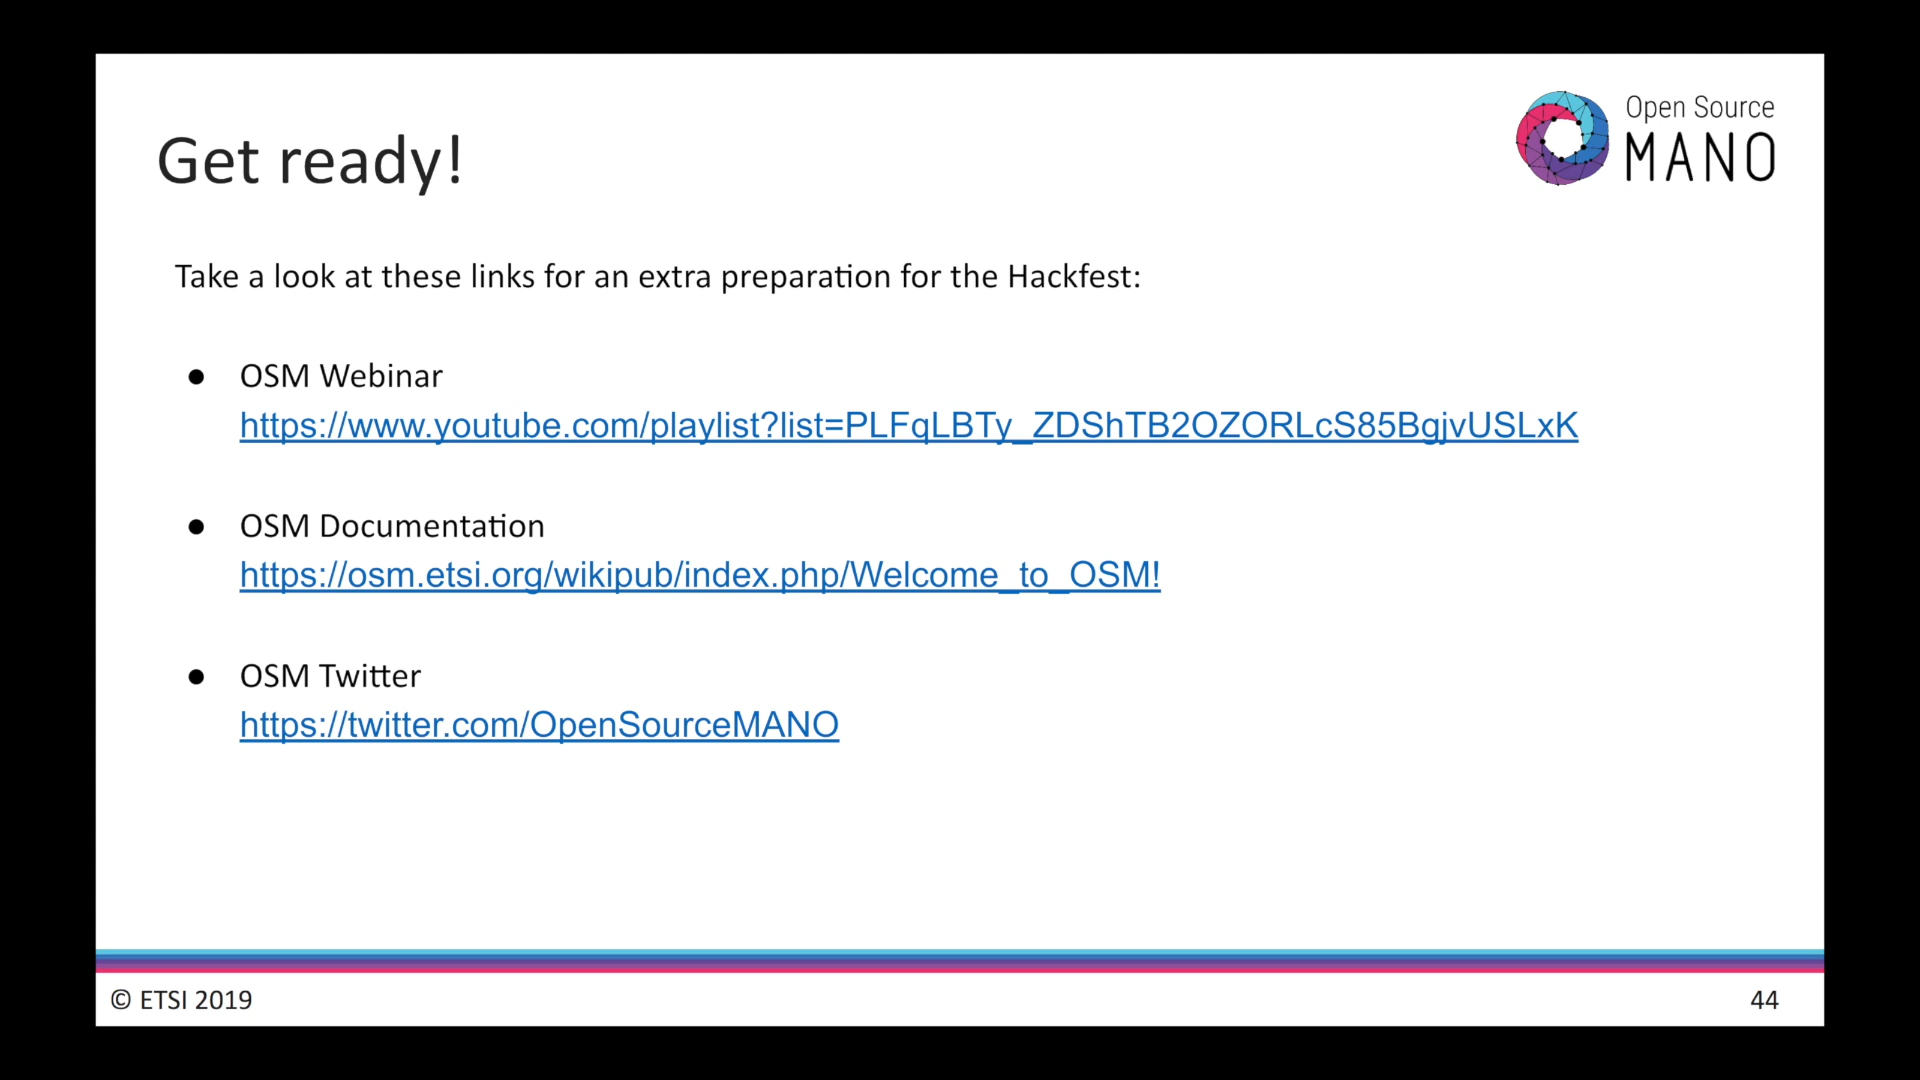 Get ready!
Open Source
MANO
Take a look at these links for an extra preparation for the Hackfest:
● OSM Webinar
https://www.youtube.com/playlist?list=PLFqLBTy_ZDShTB2OZORLcS85BgjvUSLxK
● OSM Documentation
https://osm.etsi.org/wikipub/index.php/Welcome_to_OSM!
● OSM Twitter
https://twitter.com/OpenSourceMANO
© ETSI 2019
44